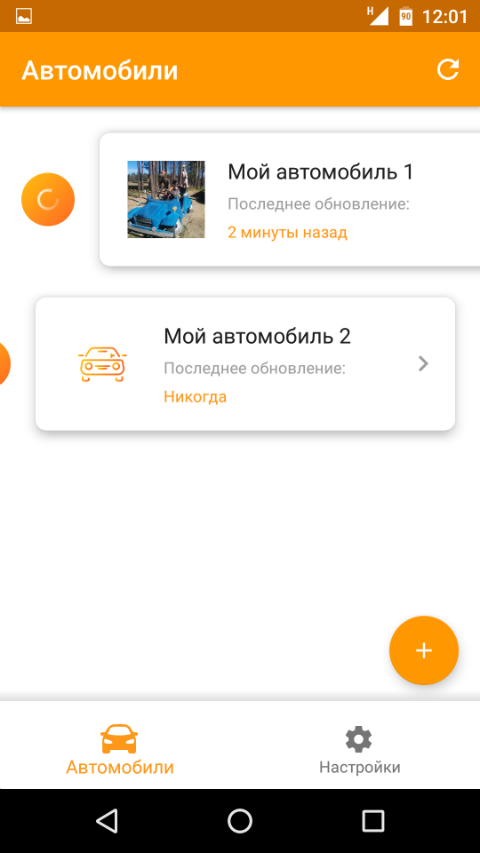 H
90
12:01
Автомобили
Мой автомобиль 1
Последнее обновление:
2 минуты назад
Мой автомобиль 2
Последнее обновление:
Никогда
+
Автомобили
Настройки